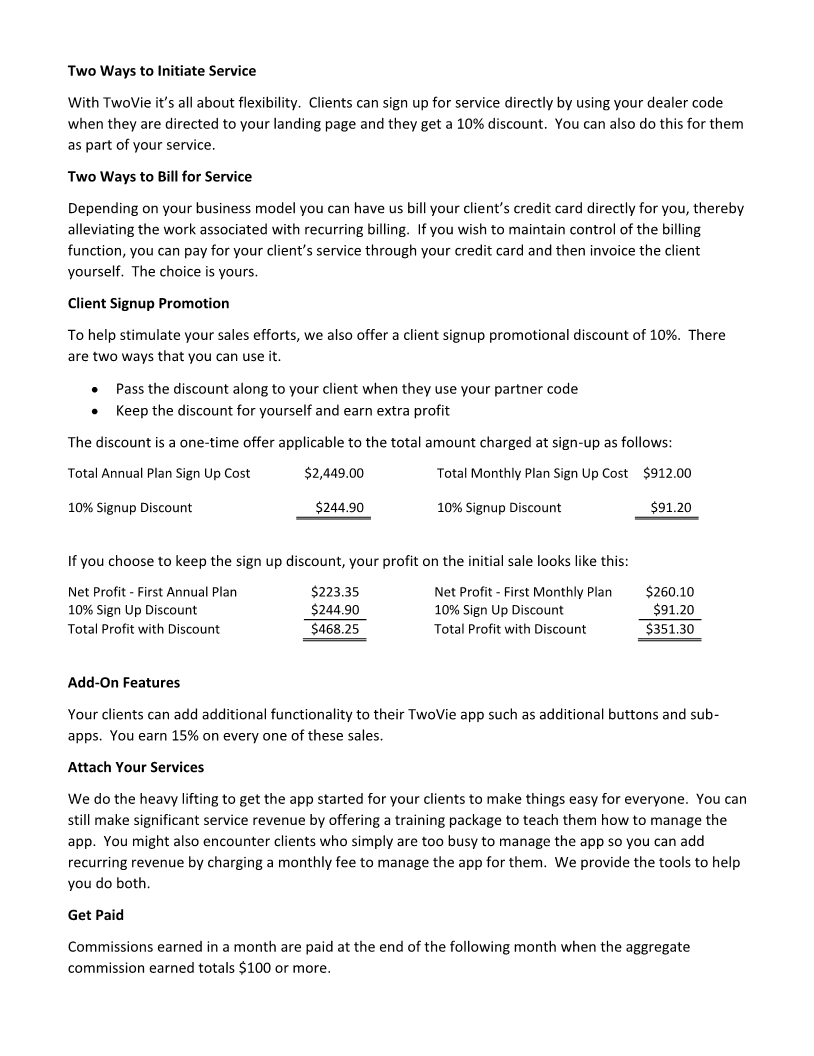 Two Ways to Initiate Service
With TwoVie it’s all about flexibility.  Clients can sign up for service directly by using your dealer code
when they are directed to your landing page and they get a 10% discount.  You can also do this for them
as part of your service.
Two Ways to Bill for Service
Depending on your business model you can have us bill your client’s credit card directly for you, thereby
alleviating the work associated with recurring billing.  If you wish to maintain control of the billing
function, you can pay for your client’s service through your credit card and then invoice the client
yourself.  The choice is yours.
Client Signup Promotion
To help stimulate your sales efforts, we also offer a client signup promotional discount of 10%.  There
are two ways that you can use it.
• Pass the discount along to your client when they use your partner code
• Keep the discount for yourself and earn extra profit
The discount is a one-time offer applicable to the total amount charged at sign-up as follows:
Total Annual Plan Sign Up Cost $2,449.00 Total Monthly Plan Sign Up Cost $912.00
10% Signup Discount $244.90 10% Signup Discount $91.20
If you choose to keep the sign up discount, your profit on the initial sale looks like this:
Net Profit - First Annual Plan $223.35 Net Profit - First Monthly Plan $260.10
10% Sign Up Discount $244.90 10% Sign Up Discount $91.20
Total Profit with Discount $468.25 Total Profit with Discount $351.30
Add-On Features
Your clients can add additional functionality to their TwoVie app such as additional buttons and sub-
apps.  You earn 15% on every one of these sales.
Attach Your Services
We do the heavy lifting to get the app started for your clients to make things easy for everyone.  You can
still make significant service revenue by offering a training package to teach them how to manage the
app.  You might also encounter clients who simply are too busy to manage the app so you can add
recurring revenue by charging a monthly fee to manage the app for them.  We provide the tools to help
you do both.
Get Paid
Commissions earned in a month are paid at the end of the following month when the aggregate
commission earned totals $100 or more.